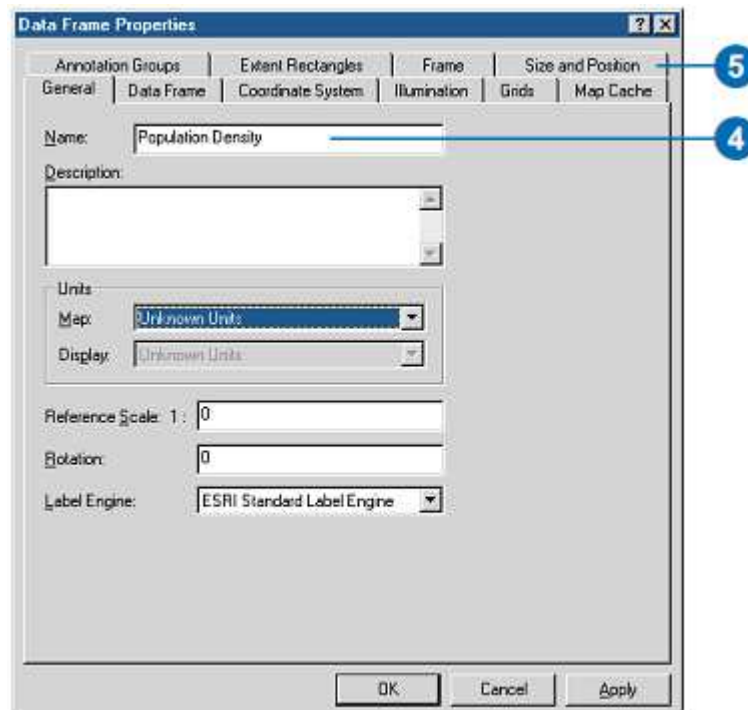 Data Frame Properties
Annotation Groups Extent Rectangles Frame Size and Position 5
General Data Frame Coordinate System Illumination Grids Map Cache
Name: Population Density 4
Description:
Units
Map: Unknown Units
Display: Unknown Units
Reference Scale: 1 : 0
Rotation: 0
Label Engine: ESRI Standard Label Engine
OK Cancel Apply